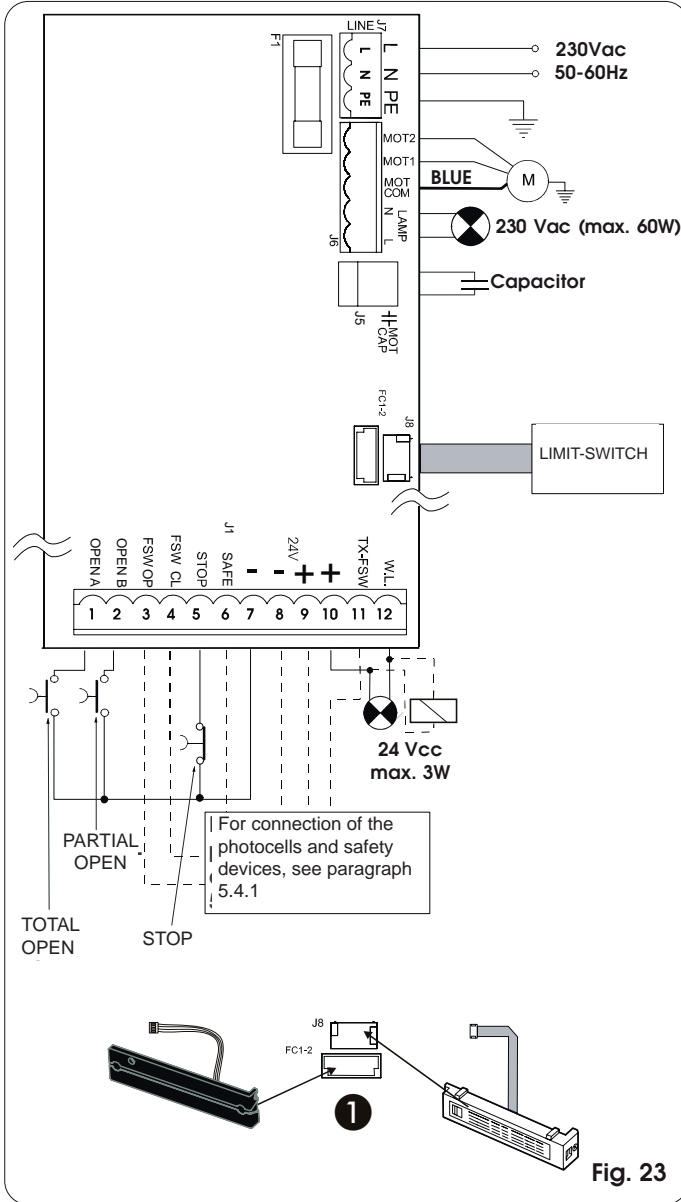 LINE J7
F1
L L
N N
PE PE
230Vac
50-60Hz
MOT2
MOT1
MOT
COM
BLUE
M
N
L
LAMP
J6
230 Vac (max. 60W)
Capacitor
J5
MOT
CAP
FC1-2
J8
LIMIT-SWITCH
OPEN A
OPEN B
FSW OP
FSW CL
STOP
J1
SAFE
-
-
24V
+
+
TX-FSW
W.L.
1 2 3 4 5 6 7 8 9 10 11 12
24 Vcc
max. 3W
PARTIAL
OPEN
For connection of the
photocells and safety
devices, see paragraph
5.4.1
TOTAL
OPEN
STOP
J8
FC1-2
1
Fig. 23